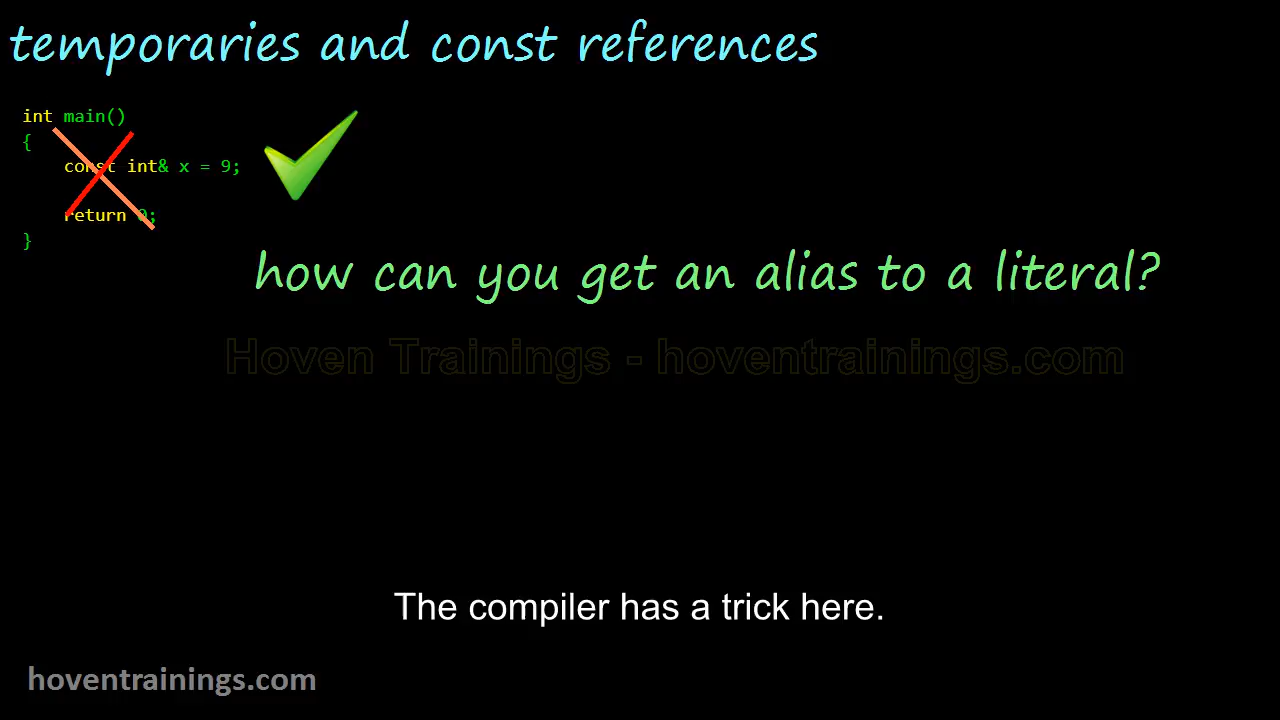 temporaries and const references
int main()
{
const int& x = 9;
return 0;
}
how can you get an alias to a literal?
Hoven Trainings - hoventrainings.com
The compiler has a trick here.
hoventrainings.com